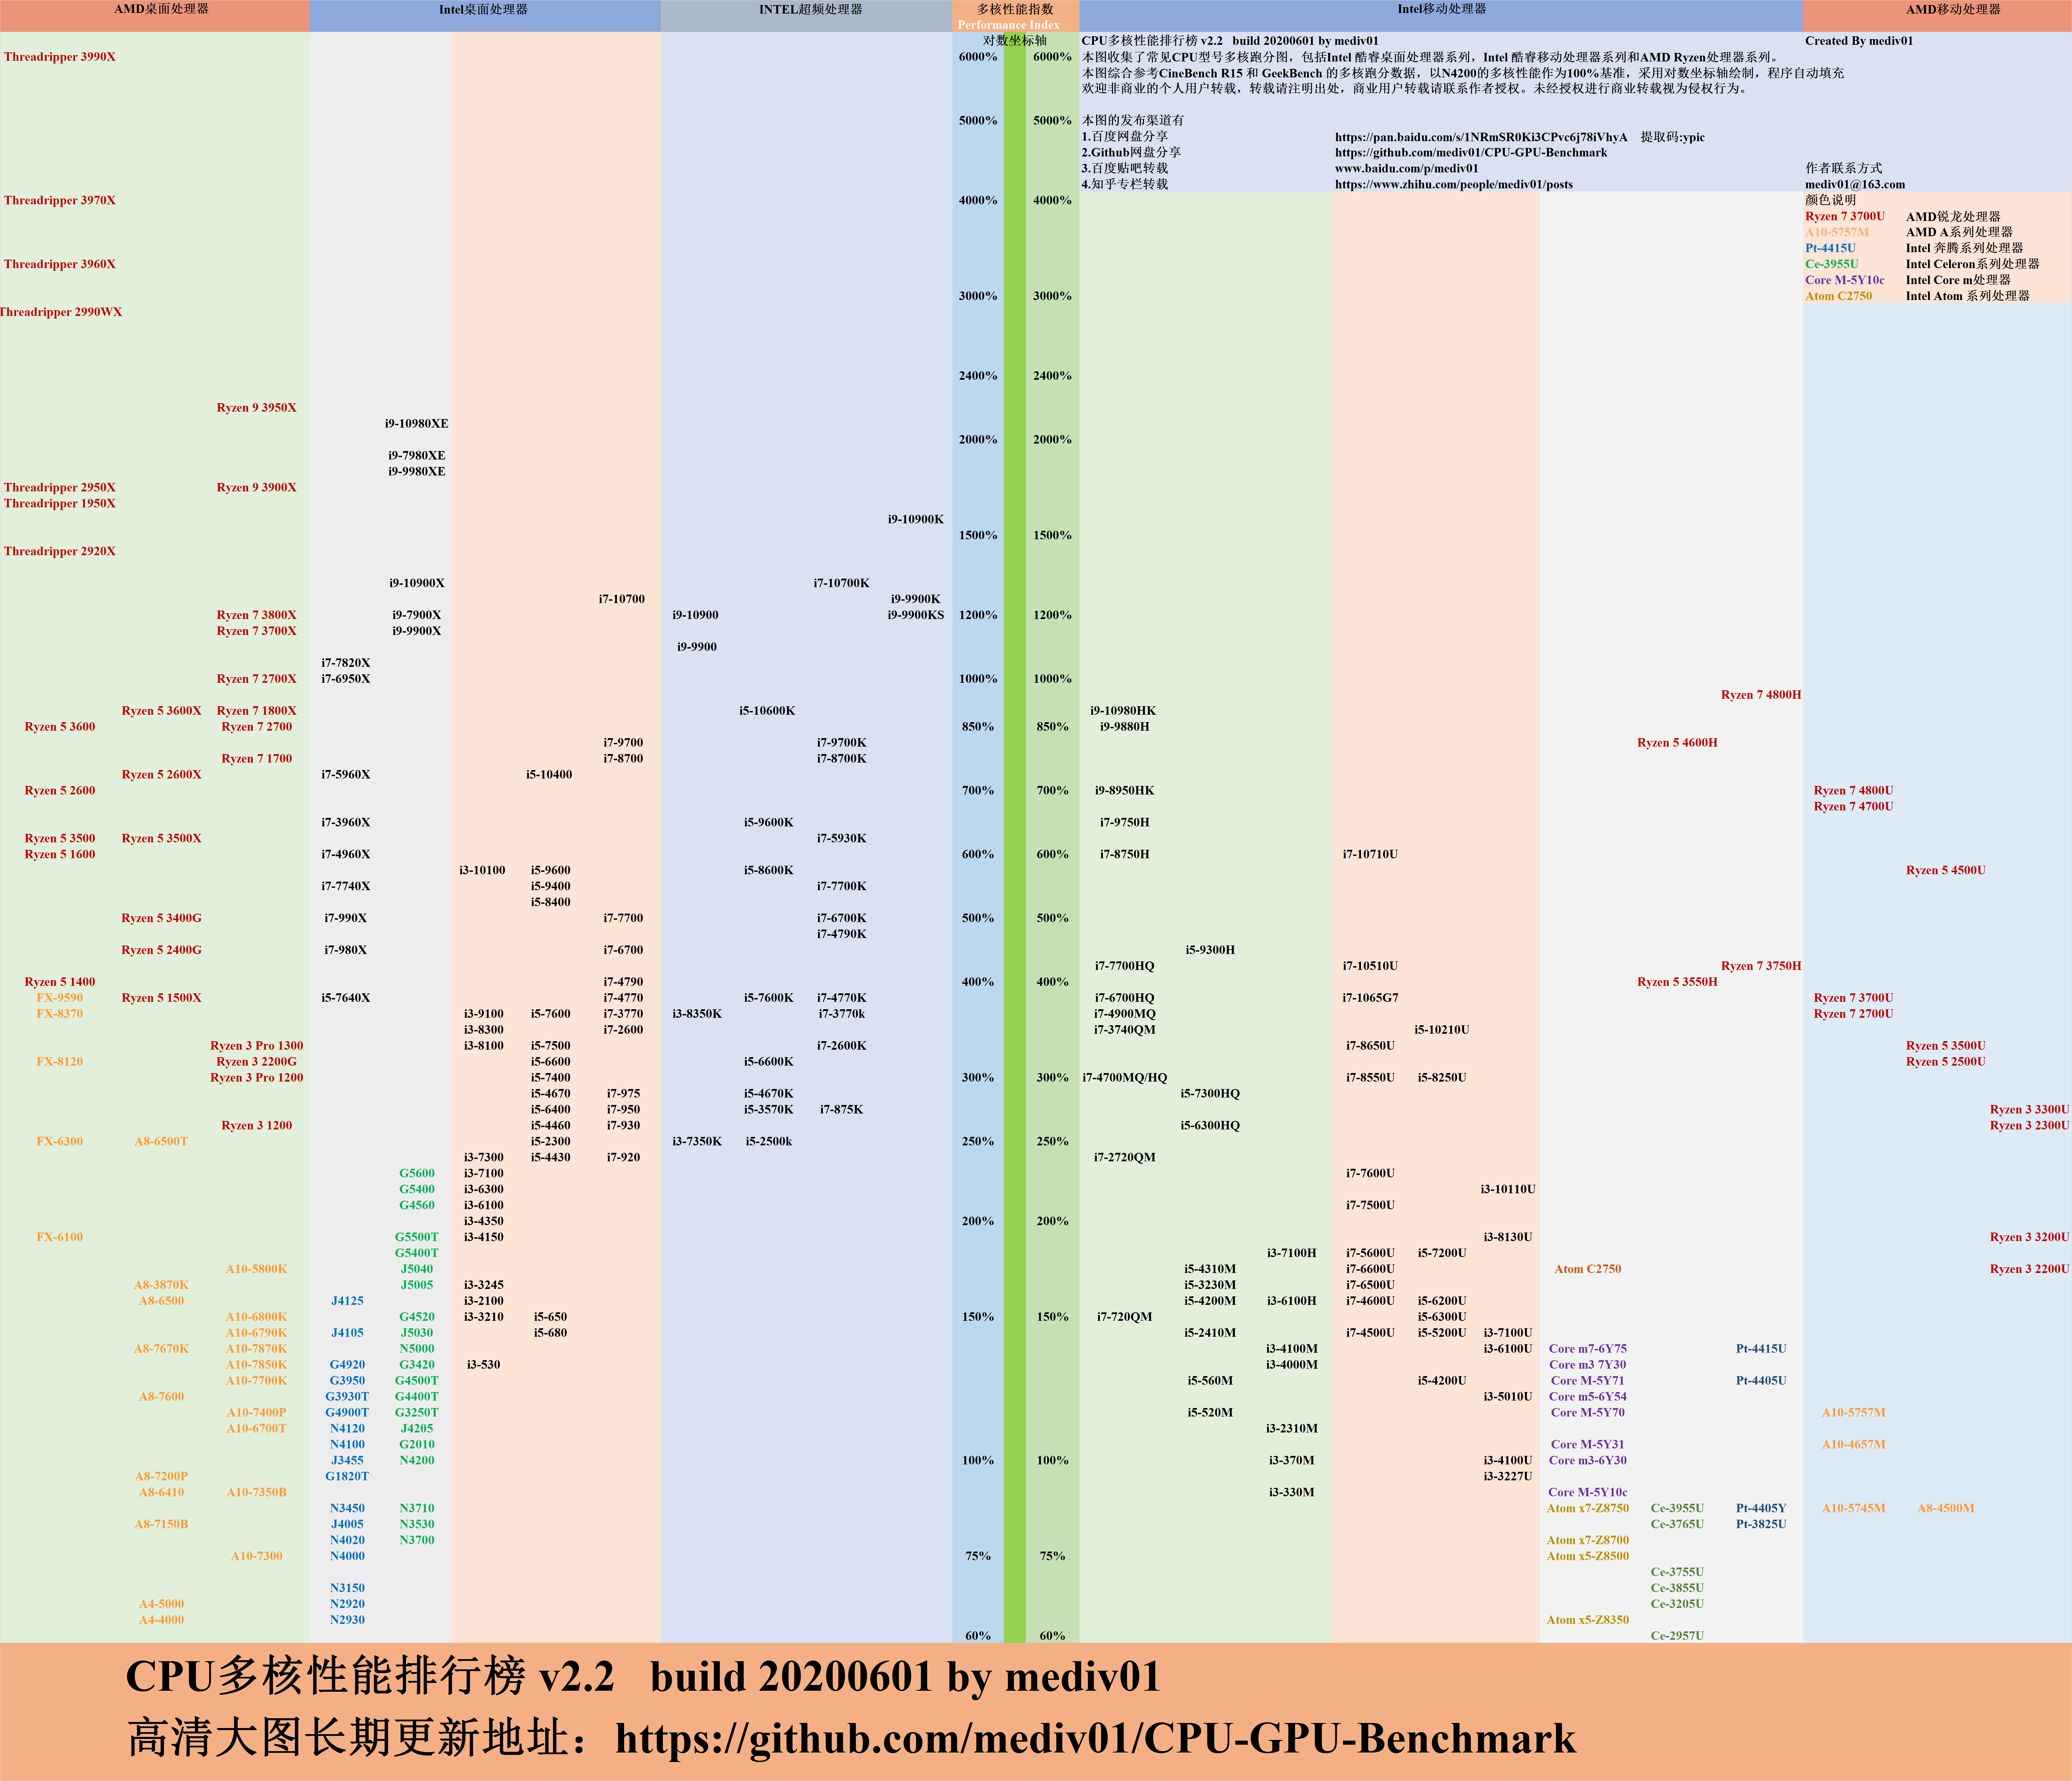 AMD桌面处理器 Intel桌面处理器 INTEL超频处理器 多核性能指数 Intel移动处理器 AMD移动处理器
Performance Index
对数坐标轴 CPU多核性能排行榜 v2.2 build 20200601 by mediv01 Created By mediv01
Threadripper 3990X 6000% 6000% 本图收集了常见CPU型号多核跑分图，包括Intel 酷睿桌面处理器系列，Intel 酷睿移动处理器系列和AMD Ryzen处理器系列。
本图综合参考CineBench R15 和 GeekBench 的多核跑分数据，以N4200的多核性能作为100%基准，采用对数坐标轴绘制，程序自动填充
欢迎非商业的个人用户转载，转载请注明出处，商业用户转载请联系作者授权。未经授权进行商业转载视为侵权行为。
5000% 5000% 本图的发布渠道有
1.百度网盘分享 https://pan.baidu.com/s/1NRmSR0Ki3CPvc6j78iVhyA 提取码:ypic
2.Github网盘分享 https://github.com/mediv01/CPU-GPU-Benchmark
3.百度贴吧转载 www.baidu.com/p/mediv01 作者联系方式
4.知乎专栏转载 https://www.zhihu.com/people/mediv01/posts mediv01@163.com
Threadripper 3970X 4000% 4000% 颜色说明
Ryzen 7 3700U AMD锐龙处理器
A10-5757M AMD A系列处理器
Pt-4415U Intel 奔腾系列处理器
Threadripper 3960X Ce-3955U Intel Celeron系列处理器
Core M-5Y10c Intel Core m处理器
3000% 3000% Atom C2750 Intel Atom 系列处理器
Threadripper 2990WX
2400% 2400%
Ryzen 9 3950X
i9-10980XE
2000% 2000%
i9-7980XE
i9-9980XE
Threadripper 2950X Ryzen 9 3900X
Threadripper 1950X
i9-10900K
1500% 1500%
Threadripper 2920X
i9-10900X i7-10700K
i7-10700 i9-9900K
Ryzen 7 3800X i9-7900X i9-10900 i9-9900KS 1200% 1200%
Ryzen 7 3700X i9-9900X
i9-9900
i7-7820X
Ryzen 7 2700X i7-6950X 1000% 1000%
Ryzen 7 4800H
Ryzen 5 3600X Ryzen 7 1800X i5-10600K i9-10980HK
Ryzen 5 3600 Ryzen 7 2700 850% 850% i9-9880H
i7-9700 i7-9700K Ryzen 5 4600H
Ryzen 7 1700 i7-8700 i7-8700K
Ryzen 5 2600X i7-5960X i5-10400
Ryzen 5 2600 700% 700% i9-8950HK Ryzen 7 4800U
Ryzen 7 4700U
i7-3960X i5-9600K i7-9750H
Ryzen 5 3500 Ryzen 5 3500X i7-5930K
Ryzen 5 1600 i7-4960X 600% 600% i7-8750H i7-10710U
i3-10100 i5-9600 i5-8600K Ryzen 5 4500U
i7-7740X i5-9400 i7-7700K
i5-8400
Ryzen 5 3400G i7-990X i7-7700 i7-6700K 500% 500%
i7-4790K
Ryzen 5 2400G i7-980X i7-6700 i5-9300H
i7-7700HQ i7-10510U Ryzen 7 3750H
Ryzen 5 1400 i7-4790 400% 400% Ryzen 5 3550H
FX-9590 Ryzen 5 1500X i5-7640X i7-4770 i5-7600K i7-4770K i7-6700HQ i7-1065G7 Ryzen 7 3700U
FX-8370 i3-9100 i5-7600 i7-3770 i3-8350K i7-3770k i7-4900MQ Ryzen 7 2700U
i3-8300 i7-2600 i7-3740QM i5-10210U
Ryzen 3 Pro 1300 i3-8100 i5-7500 i7-2600K i7-8650U Ryzen 5 3500U
FX-8120 Ryzen 3 2200G i5-6600 i5-6600K Ryzen 5 2500U
Ryzen 3 Pro 1200 i5-7400 300% 300% i7-4700MQ/HQ i7-8550U i5-8250U
i5-4670 i7-975 i5-4670K i5-7300HQ
i5-6400 i7-950 i5-3570K i7-875K Ryzen 3 3300U
Ryzen 3 1200 i5-4460 i7-930 i5-6300HQ Ryzen 3 2300U
FX-6300 A8-6500T i5-2300 i3-7350K i5-2500k 250% 250%
i3-7300 i5-4430 i7-920 i7-2720QM
G5600 i3-7100 i7-7600U
G5400 i3-6300 i3-10110U
G4560 i3-6100 i7-7500U
i3-4350 200% 200%
FX-6100 G5500T i3-4150 i3-8130U Ryzen 3 3200U
G5400T i3-7100H i7-5600U i5-7200U
A10-5800K J5040 i5-4310M i7-6600U Atom C2750 Ryzen 3 2200U
A8-3870K J5005 i3-3245 i5-3230M i7-6500U
A8-6500 J4125 i3-2100 i5-4200M i3-6100H i7-4600U i5-6200U
A10-6800K G4520 i3-3210 i5-650 150% 150% i7-720QM i5-6300U
A10-6790K J4105 J5030 i5-680 i5-2410M i7-4500U i5-5200U i3-7100U
A8-7670K A10-7870K N5000 i3-4100M i3-6100U Core m7-6Y75 Pt-4415U
A10-7850K G4920 G3420 i3-530 i3-4000M Core m3 7Y30
A10-7700K G3950 G4500T i5-560M i5-4200U Core M-5Y71 Pt-4405U
A8-7600 G3930T G4400T i3-5010U Core m5-6Y54
A10-7400P G4900T G3250T i5-520M Core M-5Y70 A10-5757M
A10-6700T N4120 J4205 i3-2310M
N4100 G2010 Core M-5Y31 A10-4657M
J3455 N4200 100% 100% i3-370M i3-4100U Core m3-6Y30
A8-7200P G1820T i3-3227U
A8-6410 A10-7350B i3-330M Core M-5Y10c
N3450 N3710 Atom x7-Z8750 Ce-3955U Pt-4405Y A10-5745M A8-4500M
A8-7150B J4005 N3530 Ce-3765U Pt-3825U
N4020 N3700 Atom x7-Z8700
A10-7300 N4000 75% 75% Atom x5-Z8500
Ce-3755U
N3150 Ce-3855U
A4-5000 N2920 Ce-3205U
A4-4000 N2930 Atom x5-Z8350
60% 60% Ce-2957U
CPU多核性能排行榜 v2.2 build 20200601 by mediv01
高清大图长期更新地址：https://github.com/mediv01/CPU-GPU-Benchmark